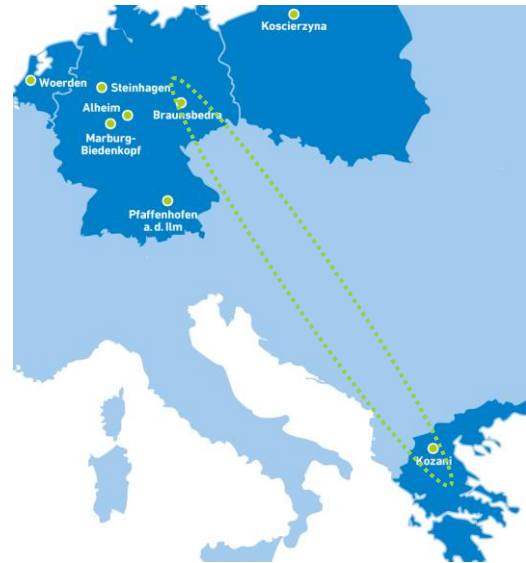 Koscierzyna
Woerden
Steinhagen
Alheim
Braunsbedra
Marburg-
Biedenkopf
Pfaffenhofen
a. d. Ilm
Kozani